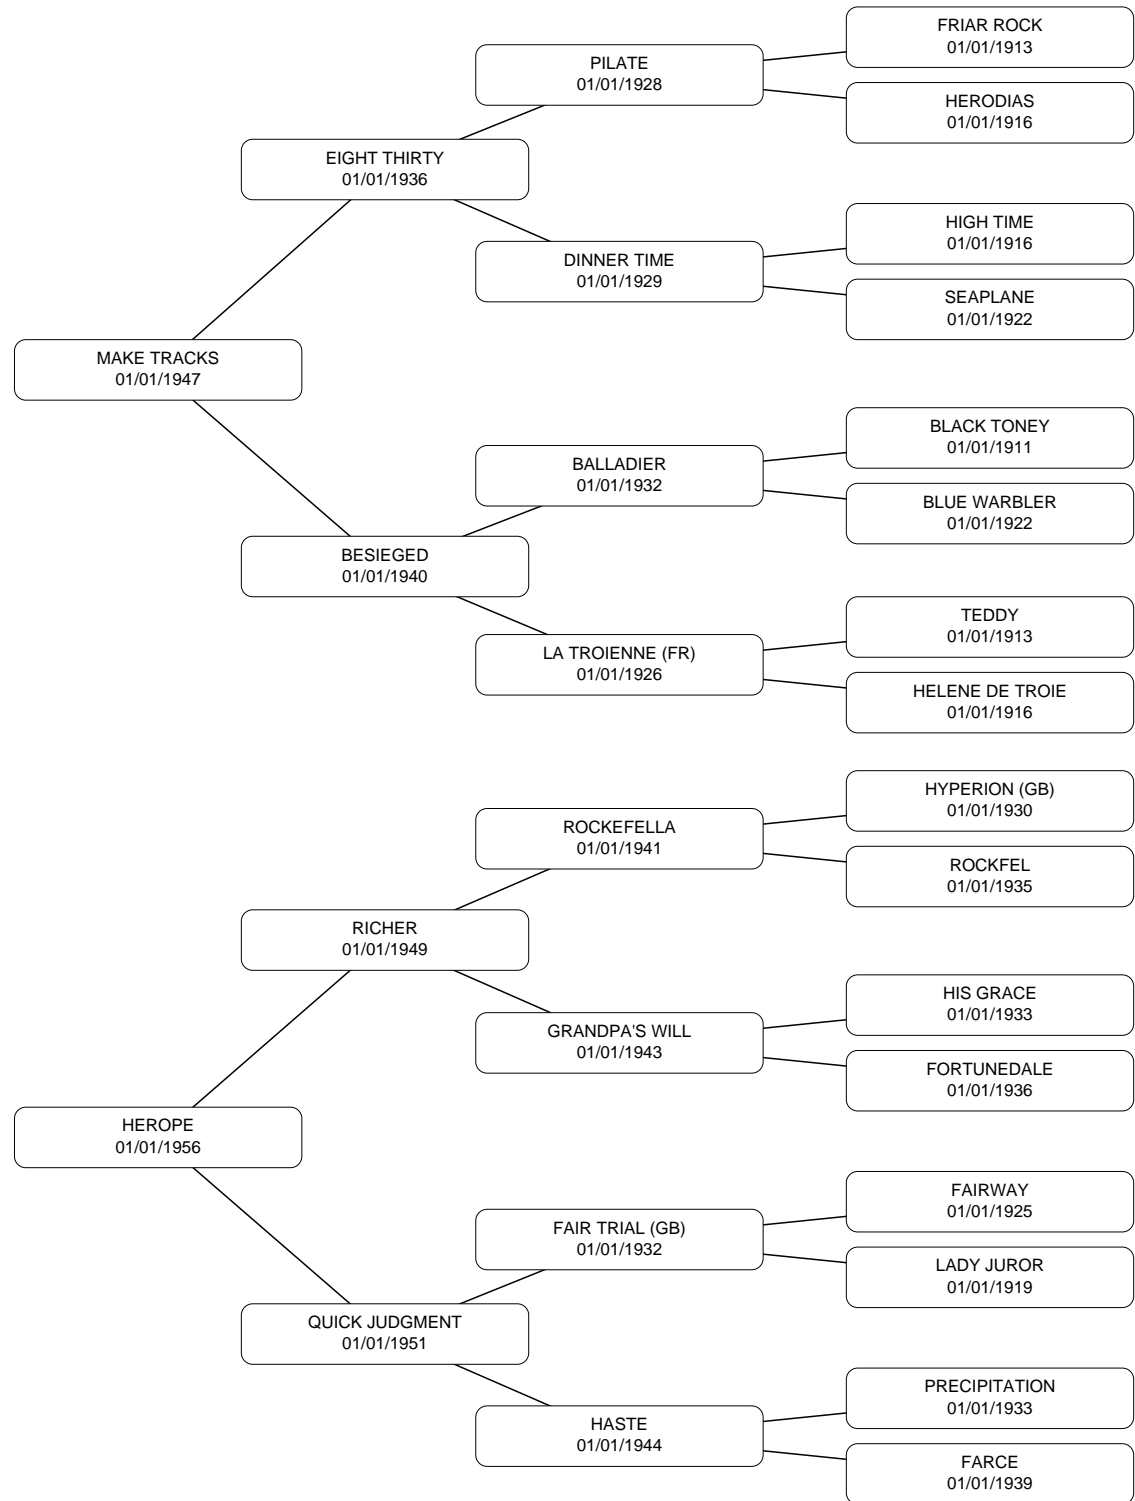 FRIAR ROCK
01/01/1913
PILATE
01/01/1928
HERODIAS
01/01/1916
EIGHT THIRTY
01/01/1936
HIGH TIME
01/01/1916
DINNER TIME
01/01/1929
SEAPLANE
01/01/1922
MAKE TRACKS
01/01/1947
BLACK TONEY
01/01/1911
BALLADIER
01/01/1932
BLUE WARBLER
01/01/1922
BESIEGED
01/01/1940
TEDDY
01/01/1913
LA TROIENNE (FR)
01/01/1926
HELENE DE TROIE
01/01/1916
HYPERION (GB)
01/01/1930
ROCKEFELLA
01/01/1941
ROCKFEL
01/01/1935
RICHER
01/01/1949
HIS GRACE
01/01/1933
GRANDPA'S WILL
01/01/1943
FORTUNEDALE
01/01/1936
HEROPE
01/01/1956
FAIRWAY
01/01/1925
FAIR TRIAL (GB)
01/01/1932
LADY JUROR
01/01/1919
QUICK JUDGMENT
01/01/1951
PRECIPITATION
01/01/1933
HASTE
01/01/1944
FARCE
01/01/1939